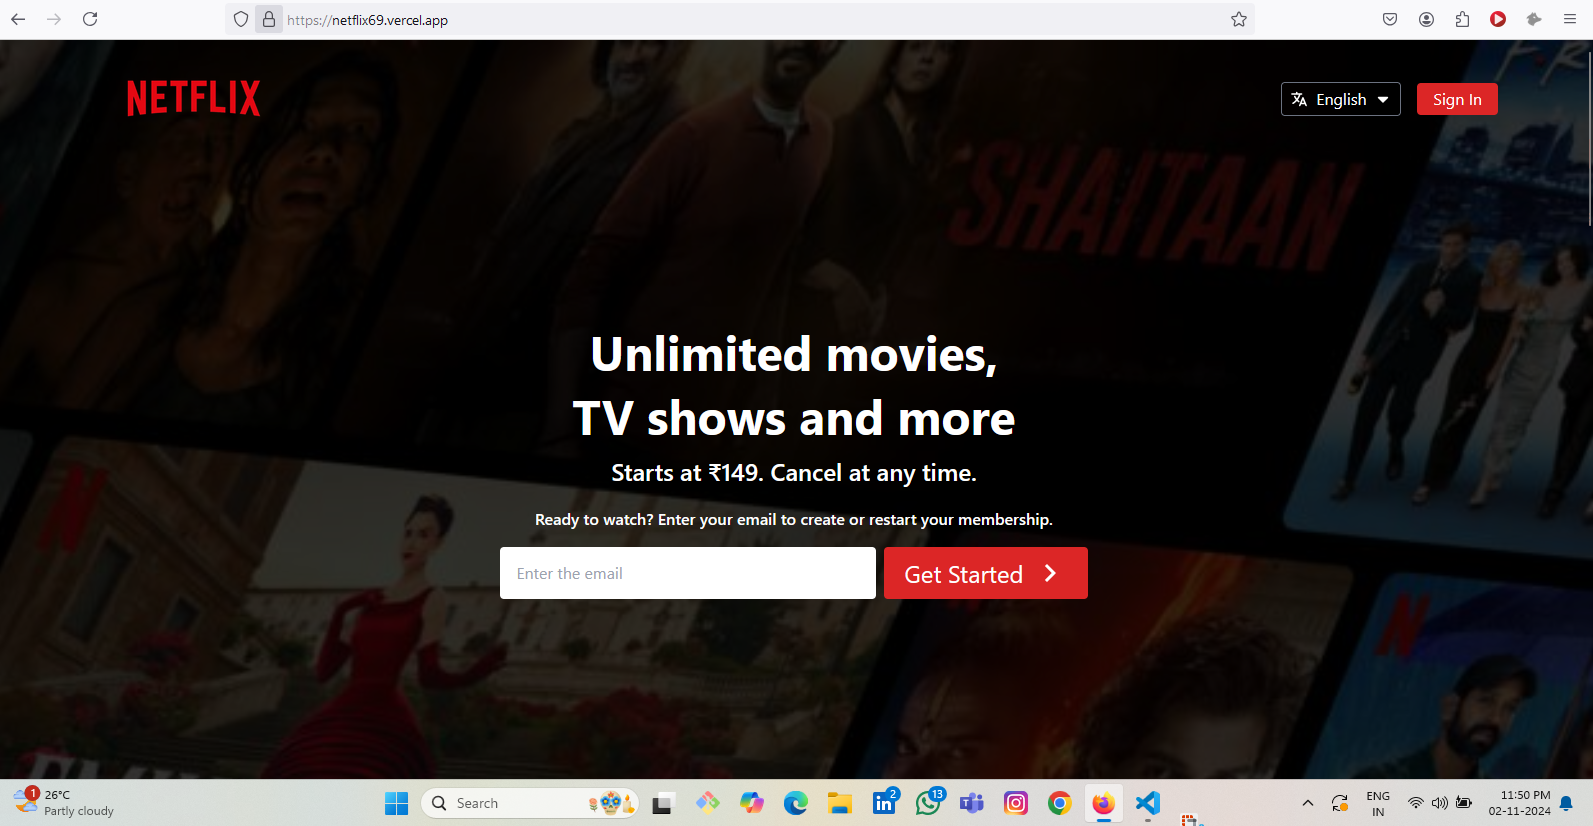 https://netflix69.vercel.app
NETFLIX
English
Sign In
SHAITAAN
Unlimited movies,
TV shows and more
Starts at ₹149. Cancel at any time.
Ready to watch? Enter your email to create or restart your membership.
Enter the email
Get Started
N
N
1
26°C
Partly cloudy
Search
2
13
ENG
IN
11:50 PM
02-11-2024